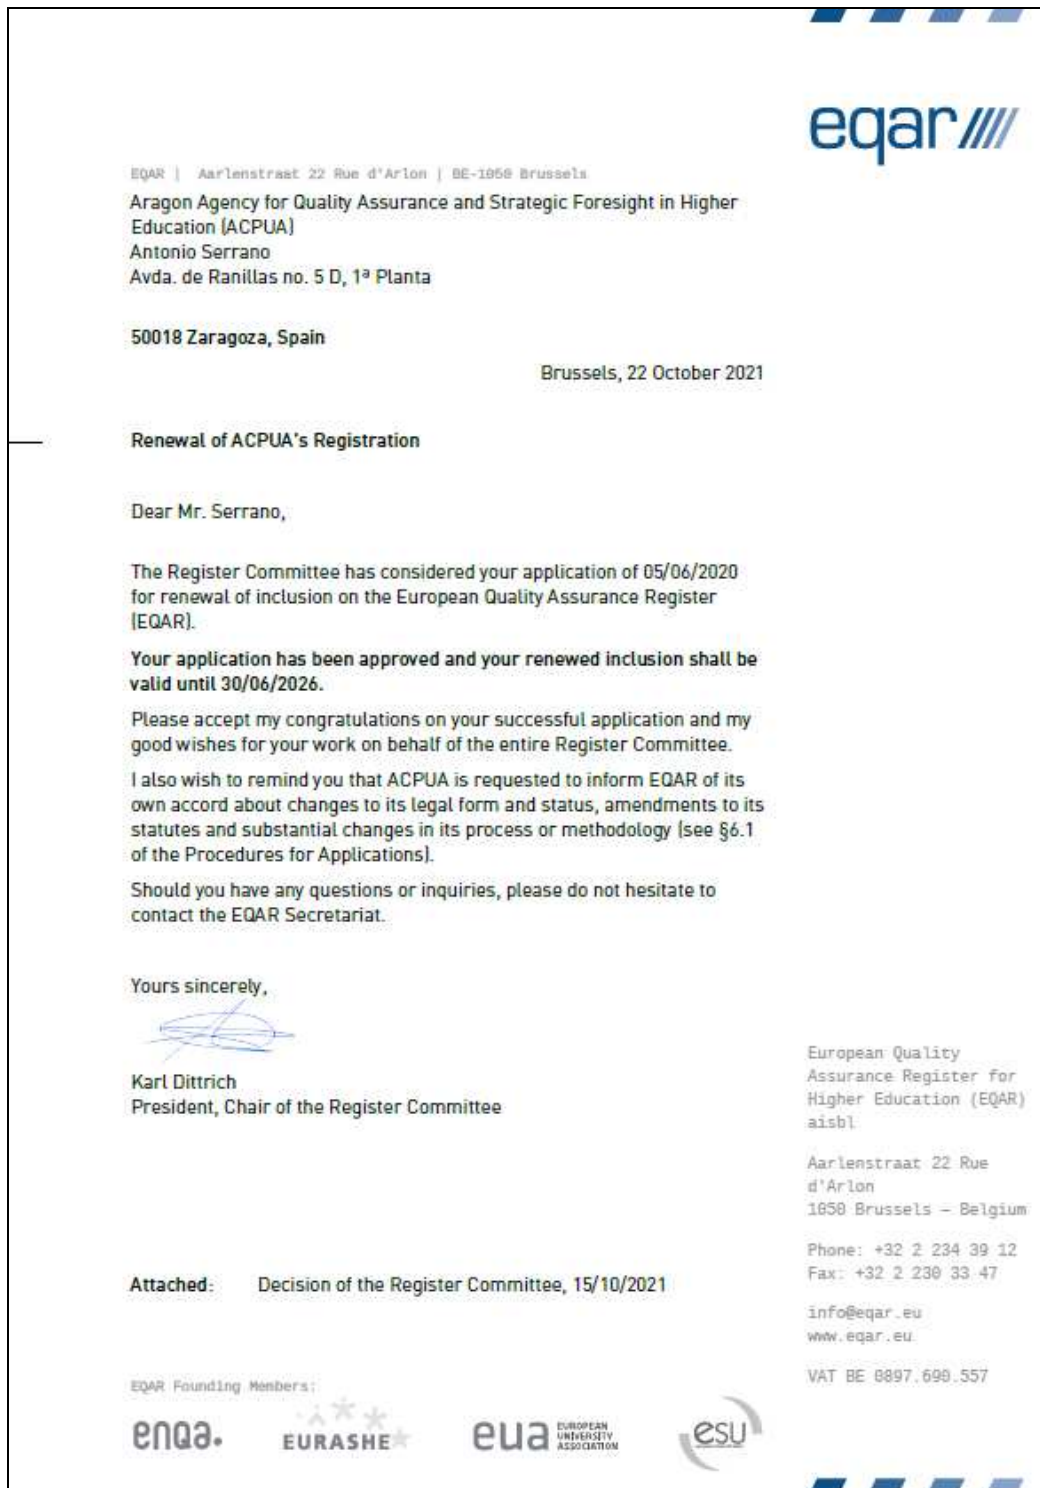 eqar
EQAR | Aarlenstraat 22 Rue d'Arlon | BE-1050 Brussels
Aragon Agency for Quality Assurance and Strategic Foresight in Higher
Education (ACPUA)
Antonio Serrano
Avda. de Ranillas no. 5 D, 1ª Planta
50018 Zaragoza, Spain
Brussels, 22 October 2021
Renewal of ACPUA's Registration
Dear Mr. Serrano,
The Register Committee has considered your application of 05/06/2020
for renewal of inclusion on the European Quality Assurance Register
(EQAR).
Your application has been approved and your renewed inclusion shall be
valid until 30/06/2026.
Please accept my congratulations on your successful application and my
good wishes for your work on behalf of the entire Register Committee.
I also wish to remind you that ACPUA is requested to inform EQAR of its
own accord about changes to its legal form and status, amendments to its
statutes and substantial changes in its process or methodology (see §6.1
of the Procedures for Applications).
Should you have any questions or inquiries, please do not hesitate to
contact the EQAR Secretariat.
Yours sincerely,
Karl Dittrich
President, Chair of the Register Committee
Attached: Decision of the Register Committee, 15/10/2021
European Quality
Assurance Register for
Higher Education (EQAR)
aisbl
Aarlenstraat 22 Rue
d'Arlon
1050 Brussels – Belgium
Phone: +32 2 234 39 12
Fax: +32 2 230 33 47
info@eqar.eu
www.eqar.eu
VAT BE 0897.690.557
EQAR Founding Members:
enqa.
EURASHE
eua EUROPEAN
UNIVERSITY
ASSOCIATION
esu